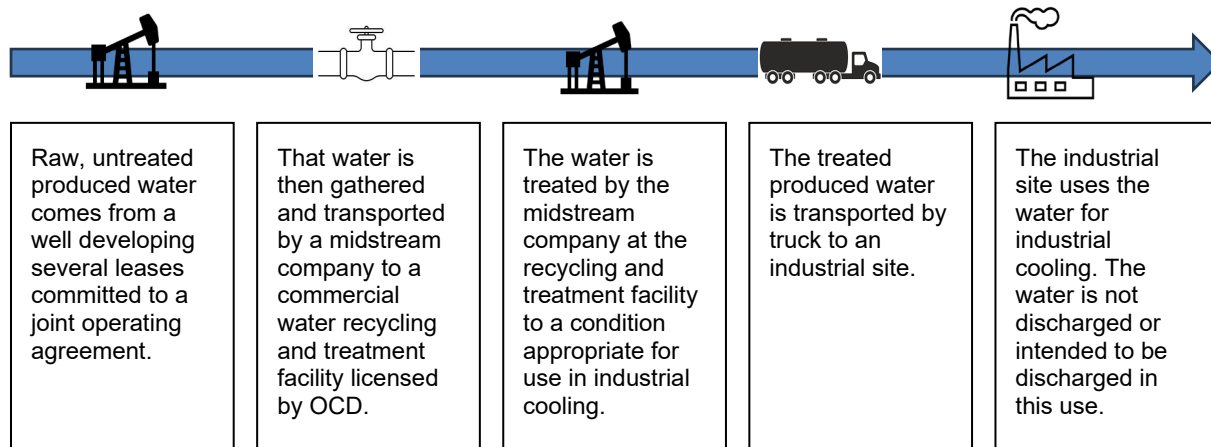 Raw, untreated
produced water
comes from a
well developing
several leases
committed to a
joint operating
agreement.
That water is
then gathered
and transported
by a midstream
company to a
commercial
water recycling
and treatment
facility licensed
by OCD.
The water is
treated by the
midstream
company at the
recycling and
treatment facility
to a condition
appropriate for
use in industrial
cooling.
The treated
produced water
is transported by
truck to an
industrial site.
The industrial
site uses the
water for
industrial
cooling. The
water is not
discharged or
intended to be
discharged in
this use.